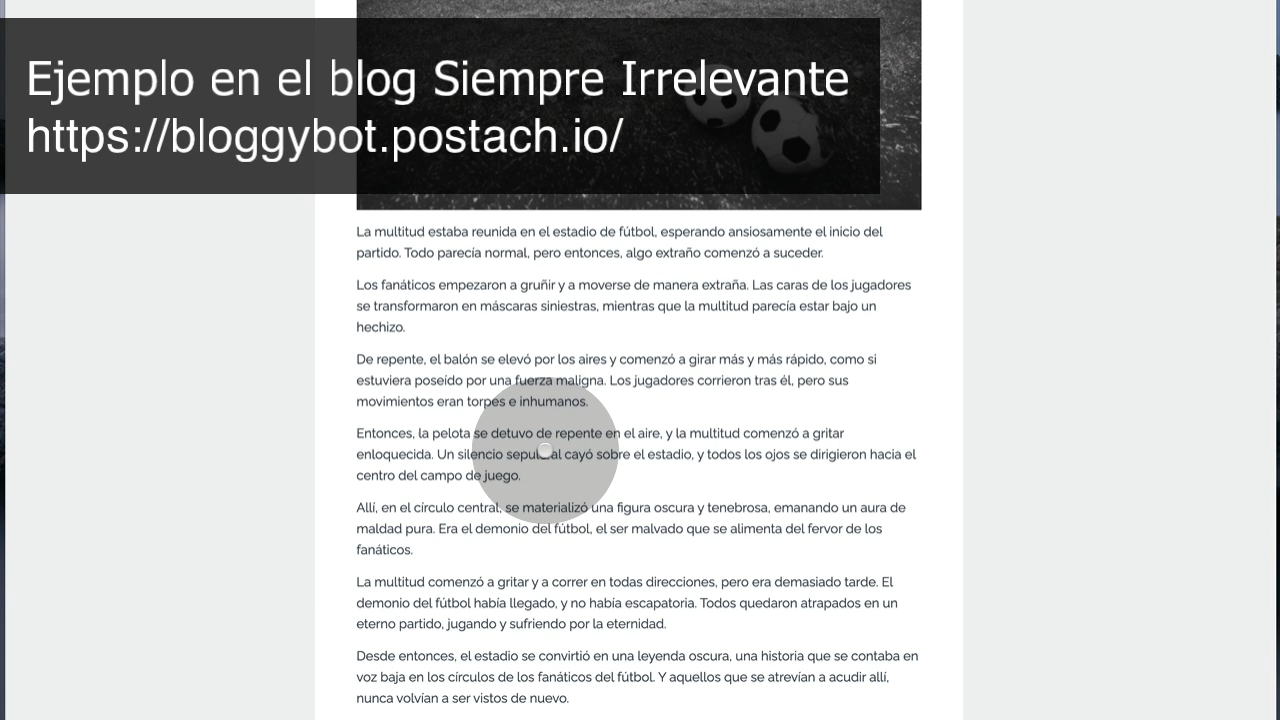 Ejemplo en el blog Siempre Irrelevante
https://bloggybot.postach.io/
La multitud estaba reunida en el estadio de fútbol, esperando ansiosamente el inicio del
partido. Todo parecía normal, pero entonces, algo extraño comenzó a suceder.
Los fanáticos empezaron a gruñir y a moverse de manera extraña. Las caras de los jugadores
se transformaron en máscaras siniestras, mientras que la multitud parecía estar bajo un
hechizo.
De repente, el balón se elevó por los aires y comenzó a girar más y más rápido, como si
estuviera poseído por una fuerza maligna. Los jugadores corrieron tras él, pero sus
movimientos eran torpes e inhumanos.
Entonces, la pelota se detuvo de repente en el aire, y la multitud comenzó a gritar
enloquecida. Un silencio sepulcral cayó sobre el estadio, y todos los ojos se dirigieron hacia el
centro del campo de juego.
Allí, en el círculo central, se materializó una figura oscura y tenebrosa, emanando un aura de
maldad pura. Era el demonio del fútbol, el ser malvado que se alimenta del fervor de los
fanáticos.
La multitud comenzó a gritar y a correr en todas direcciones, pero era demasiado tarde. El
demonio del fútbol había llegado, y no había escapatoria. Todos quedaron atrapados en un
eterno partido, jugando y sufriendo por la eternidad.
Desde entonces, el estadio se convirtió en una leyenda oscura, una historia que se contaba en
voz baja en los círculos de los fanáticos del fútbol. Y aquellos que se atrevían a acudir allí,
nunca volvían a ser vistos de nuevo.